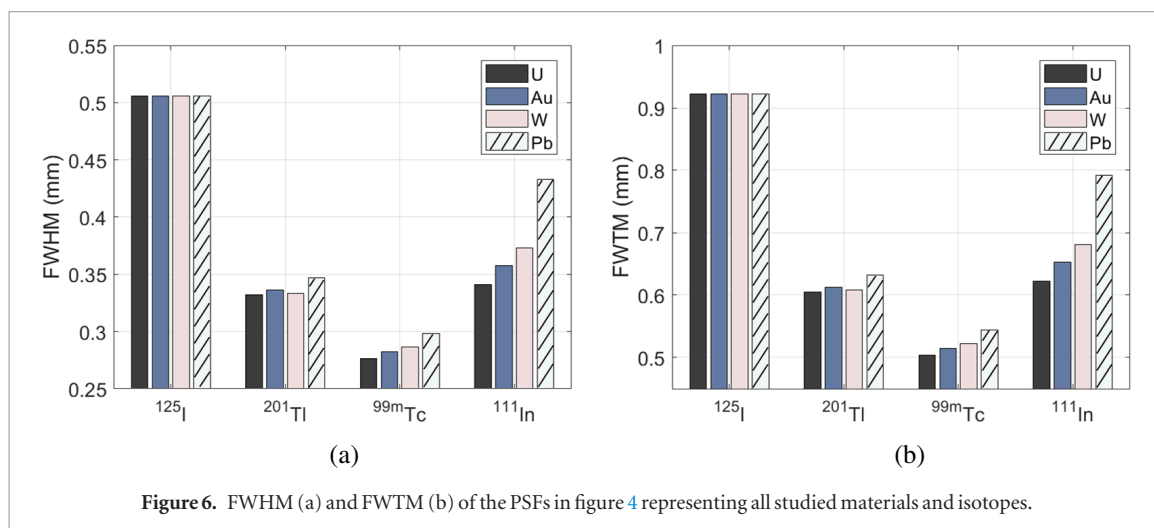 0.55
0.5
0.45
0.4
0.35
0.3
0.25
FWHM (mm)
U
Au
W
Pb
125I
201Tl
99mTc
111In
(a)
1
0.9
0.8
0.7
0.6
0.5
FWTM (mm)
U
Au
W
Pb
125I
201Tl
99mTc
111In
(b)
Figure 6. FWHM (a) and FWTM (b) of the PSFs in figure 4 representing all studied materials and isotopes.